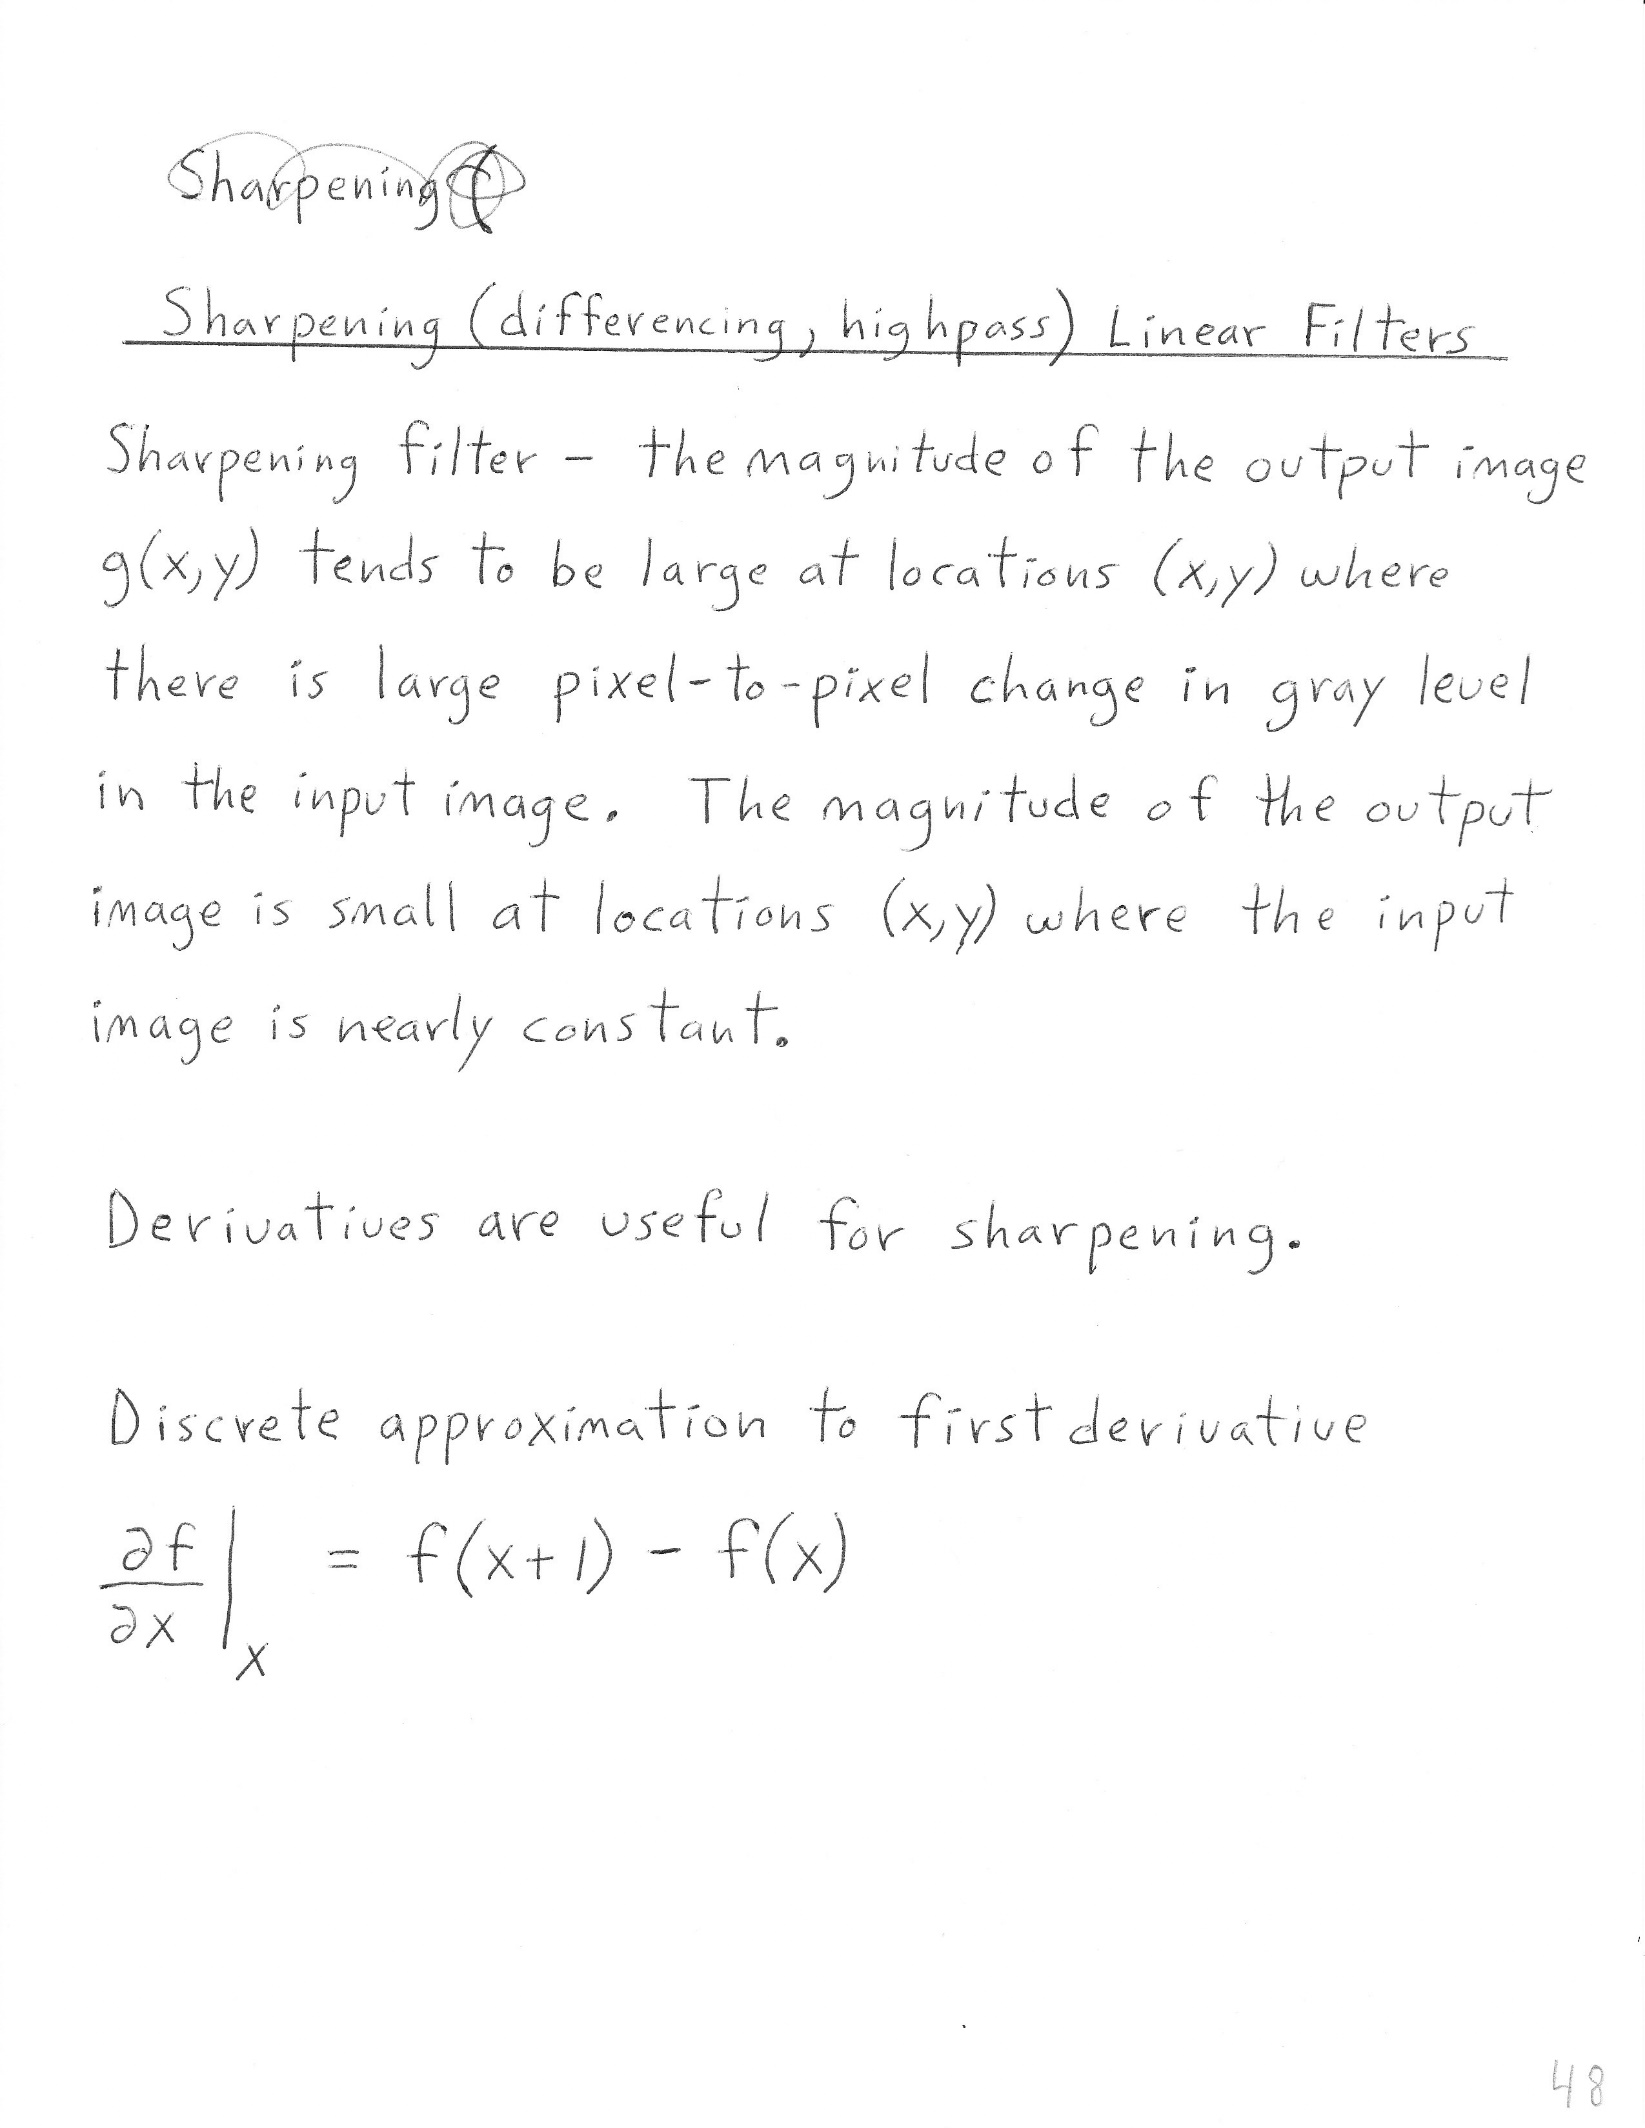 Sharpening (
Sharpening (differencing, highpass) Linear Filters
Sharpening filter - the magnitude of the output image
g(x,y) tends to be large at locations (x,y) where
there is large pixel-to-pixel change in gray level
in the input image. The magnitude of the output
image is small at locations (x,y) where the input
image is nearly constant.
Derivatives are useful for sharpening.
Discrete approximation to first derivative
∂f/∂x |x = f(x+1) - f(x)
48